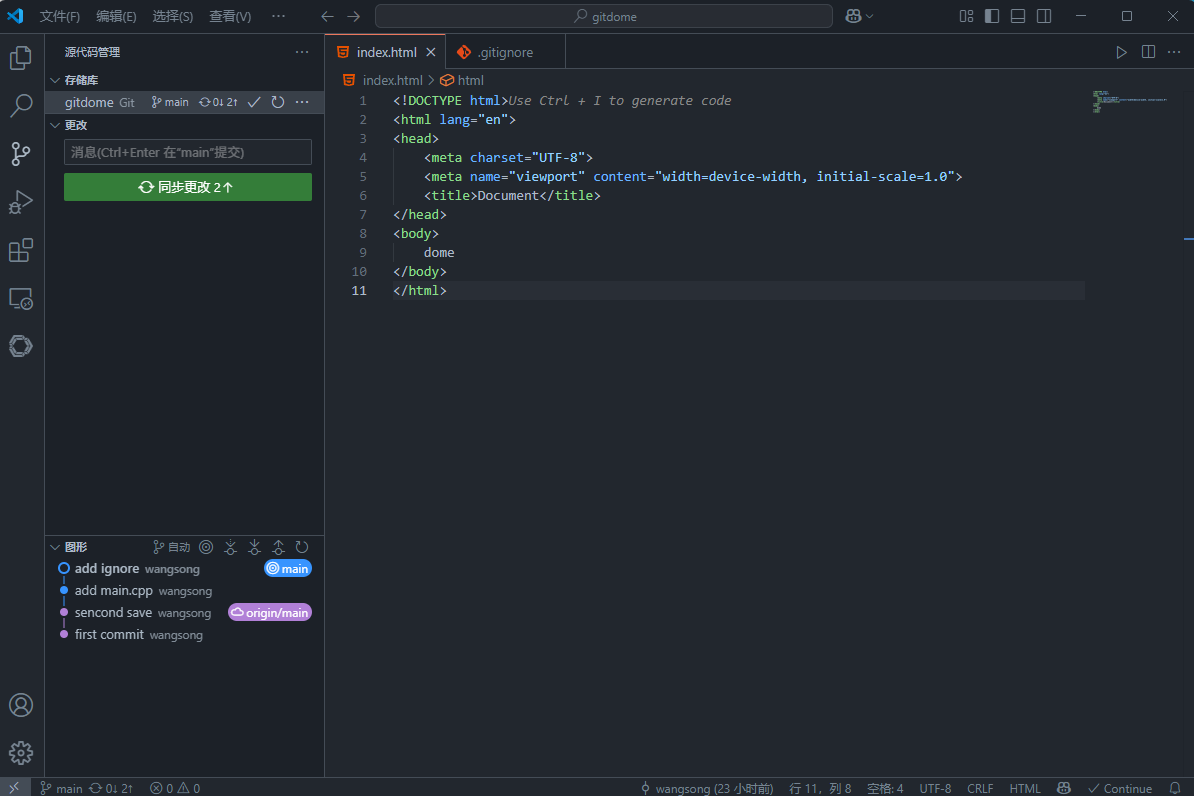 文件(F) 编辑(E) 选择(S) 查看(V) ··· gitdome
源代码管理 ···
存储库
gitdome Git main 0↓ 2↑ ···
更改
消息(Ctrl+Enter 在"main"提交)
同步更改 2↑
图形 自动
add ignore wangsong main
add main.cpp wangsong
sencond save wangsong origin/main
first commit wangsong
index.html .gitignore ···
index.html > html
1 <!DOCTYPE html>Use Ctrl + I to generate code
2 <html lang="en">
3 <head>
4 <meta charset="UTF-8">
5 <meta name="viewport" content="width=device-width, initial-scale=1.0">
6 <title>Document</title>
7 </head>
8 <body>
9 dome
10 </body>
11 </html>
main 0↓ 2↑ 0 0 wangsong (23 小时前) 行 11，列 8 空格: 4 UTF-8 CRLF HTML Continue